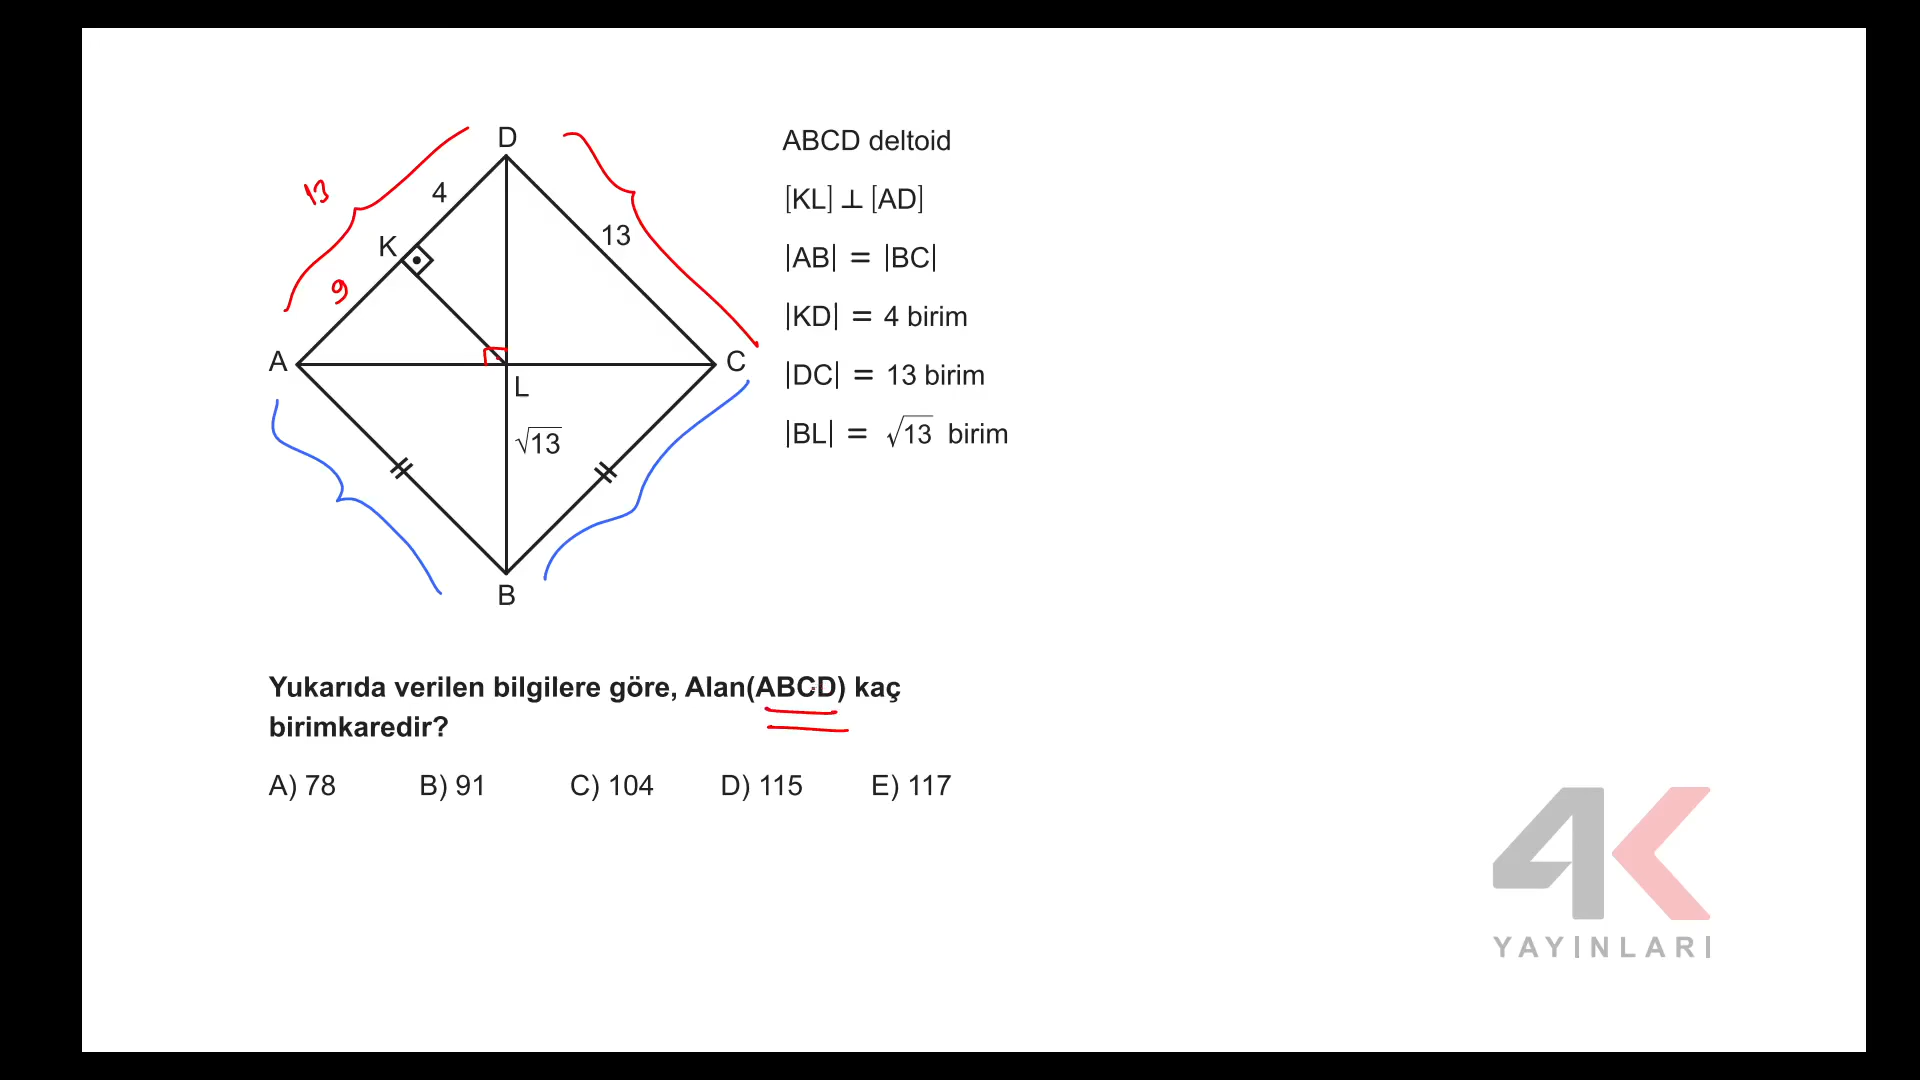 D
ABCD deltoid
13
4
[KL] ⊥ [AD]
K
13
9
|AB| = |BC|
|KD| = 4 birim
A
C
L
|DC| = 13 birim
√13
|BL| = √13 birim
B
Yukarıda verilen bilgilere göre, Alan(ABCD) kaç
birimkaredir?
A) 78 B) 91 C) 104 D) 115 E) 117
4K
YAYINLARI